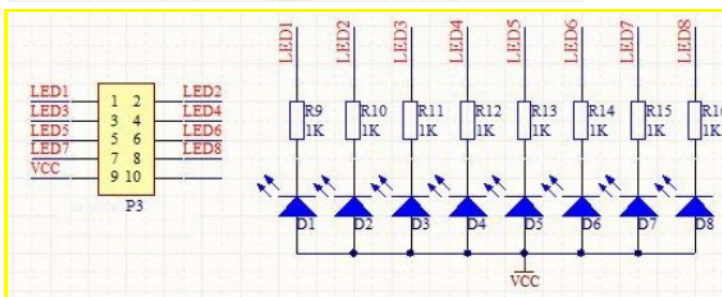 LED1 LED2 LED3 LED4 LED5 LED6 LED7 LED8
R9 R10 R11 R12 R13 R14 R15 R16
1K 1K 1K 1K 1K 1K 1K 1K
LED1 1 2 LED2
LED3 3 4 LED4
LED5 5 6 LED6
LED7 7 8 LED8
VCC 9 10
P3
D1 D2 D3 D4 D5 D6 D7 D8
VCC